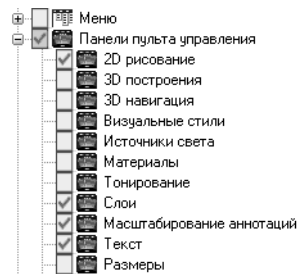 Меню
Панели пульта управления
2D рисование
3D построения
3D навигация
Визуальные стили
Источники света
Материалы
Тонирование
Слои
Масштабирование аннотаций
Текст
Размеры